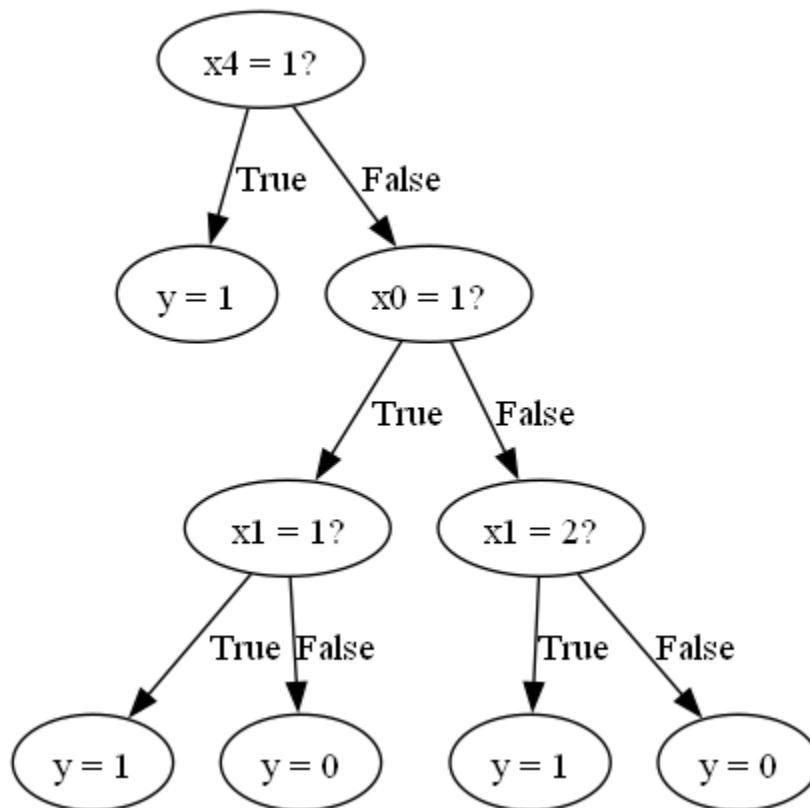 x4 = 1?
True
False
y = 1
x0 = 1?
True
False
x1 = 1?
x1 = 2?
True
False
True
False
y = 1
y = 0
y = 1
y = 0